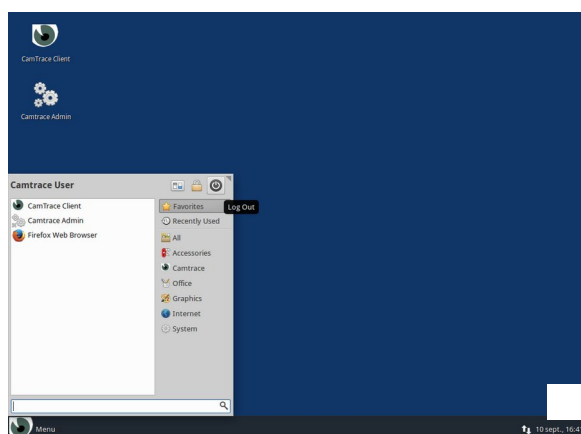 CamTrace Client
Camtrace Admin
Camtrace User
CamTrace Client
Camtrace Admin
Firefox Web Browser
Favorites
Log Out
Recently Used
All
Accessories
Camtrace
Office
Graphics
Internet
System
Menu
10 sept., 16:4